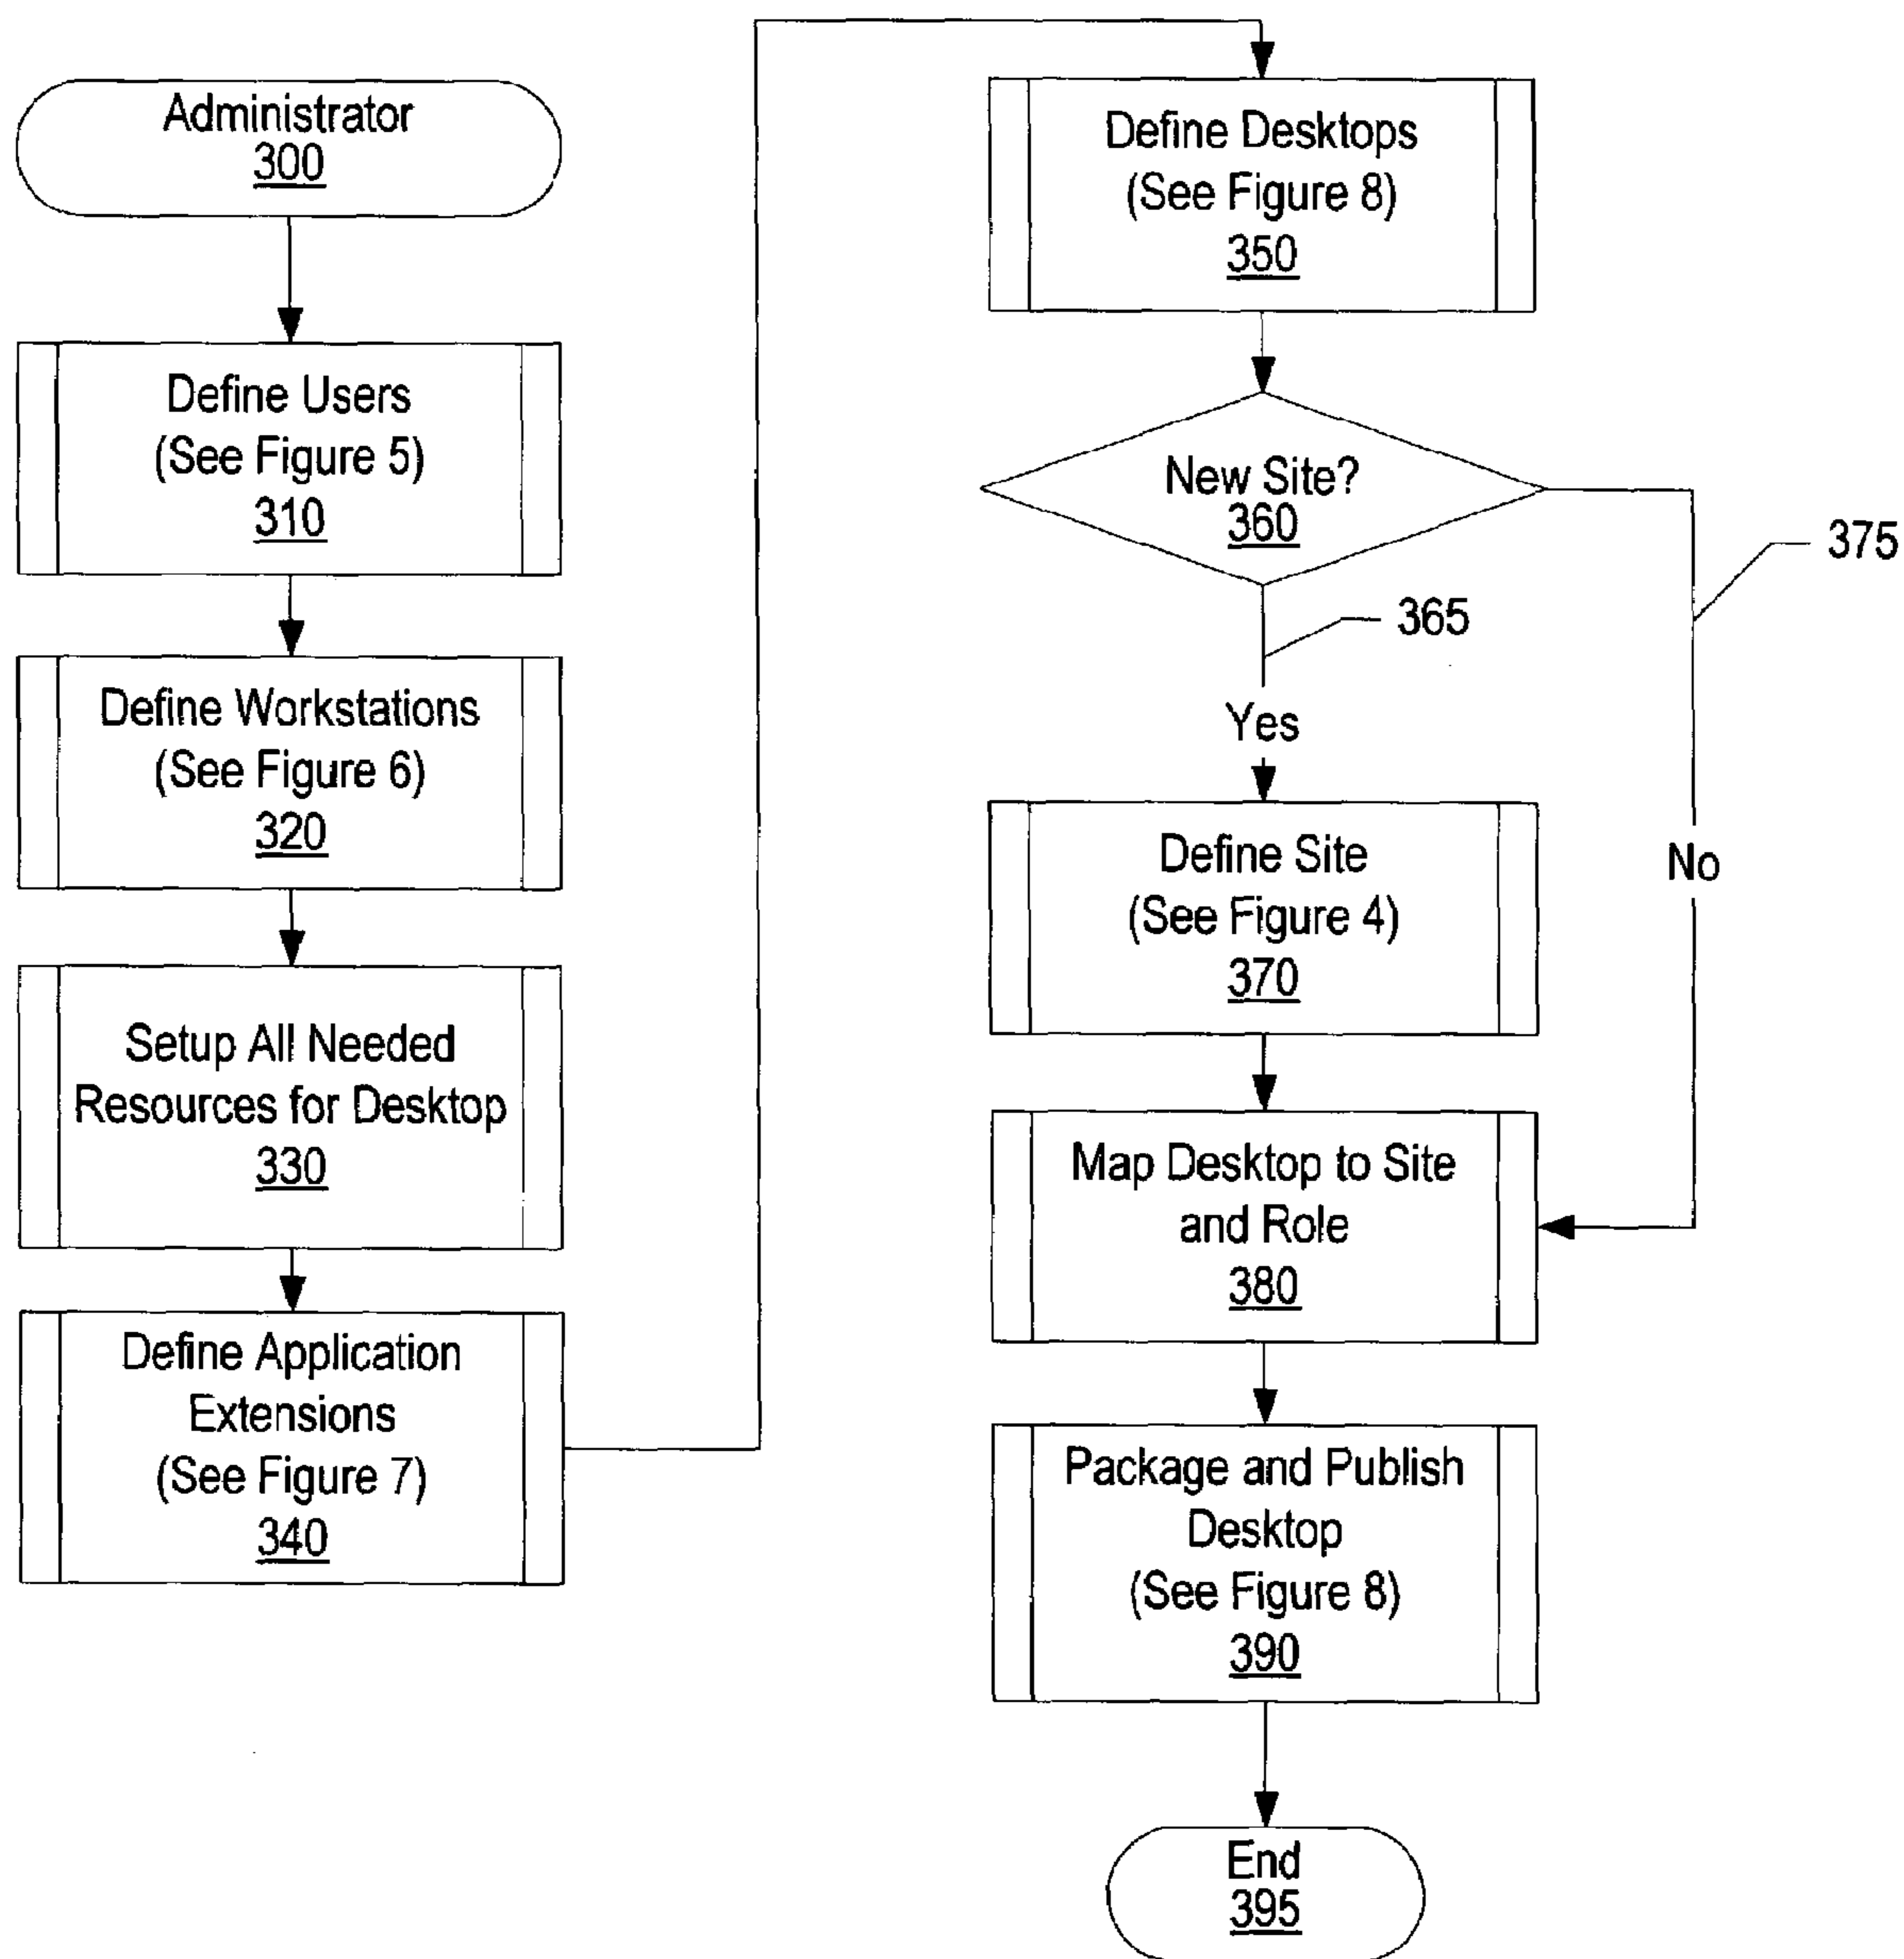 Administrator
300
Define Users
(See Figure 5)
310
Define Workstations
(See Figure 6)
320
Setup All Needed
Resources for Desktop
330
Define Application
Extensions
(See Figure 7)
340
Define Desktops
(See Figure 8)
350
New Site?
360
375
365
Yes
No
Define Site
(See Figure 4)
370
Map Desktop to Site
and Role
380
Package and Publish
Desktop
(See Figure 8)
390
End
395